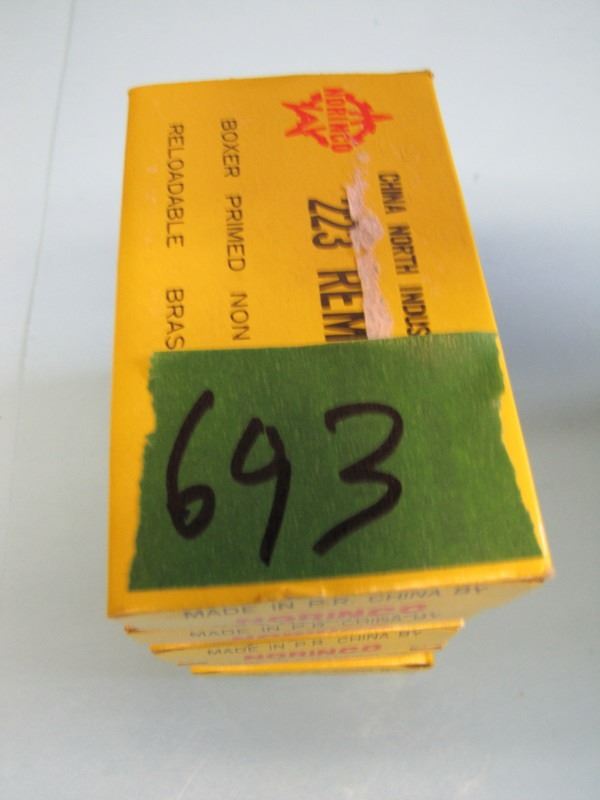 NORINCO
CHINA NORTH INDUS
223 REM
BOXER PRIMED NON
RELOADABLE BRAS
693
MADE IN P.R. CHINA BY
NORINCO
MADE IN P.R. CHINA BY
MADE IN P.R. CHINA BY
NORINCO